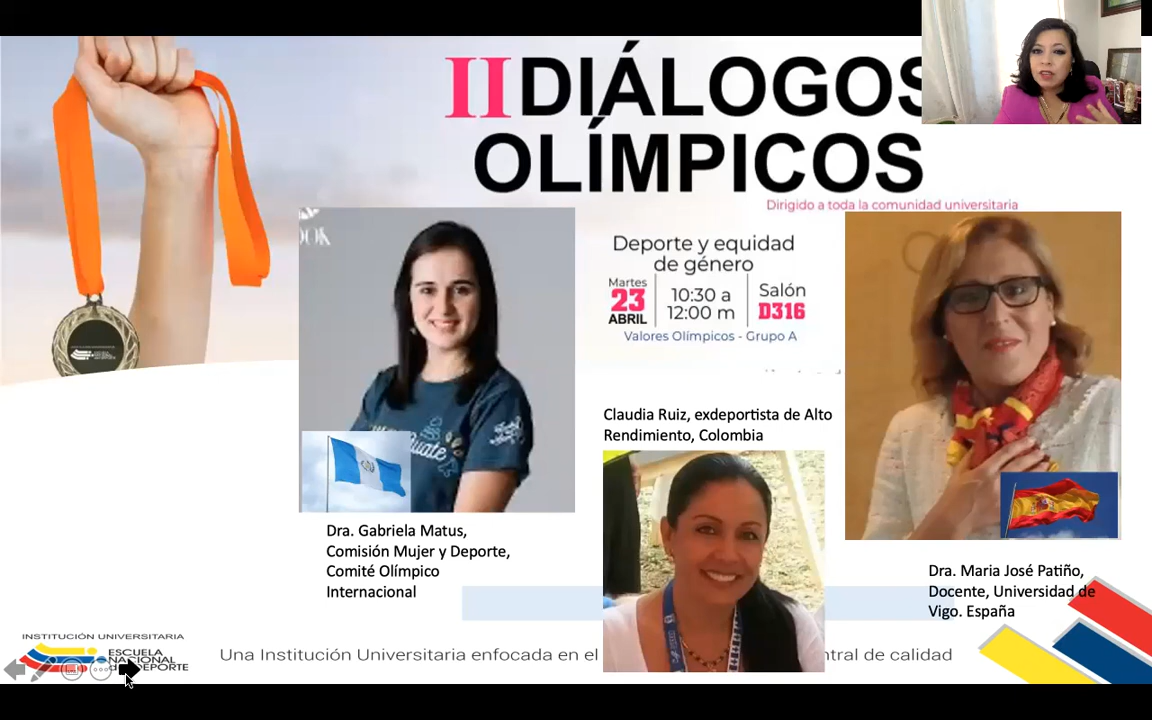 II DIÁLOGOS
OLÍMPICOS
Dirigido a toda la comunidad universitaria
Deporte y equidad
de género
Martes
23
ABRIL
10:30 a
12:00 m
Salón
D316
Valores Olímpicos - Grupo A
Claudia Ruiz, exdeportista de Alto
Rendimiento, Colombia
Dra. Gabriela Matus,
Comisión Mujer y Deporte,
Comité Olímpico
Internacional
Dra. Maria José Patiño,
Docente, Universidad de
Vigo. España
INSTITUCIÓN UNIVERSITARIA
ESCUELA
NACIONAL
del DEPORTE
Una Institución Universitaria enfocada en el
ntral de calidad